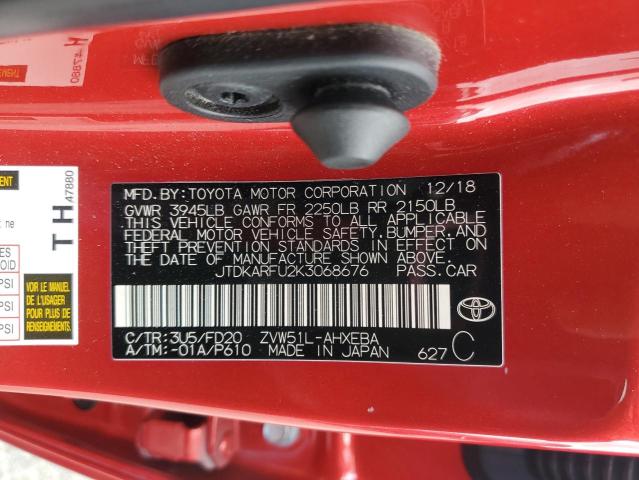 MFD. BY: TOYOTA MOTOR CORPORATION 12/18
GVWR 3945LB GAWR FR 2250LB RR 2150LB
THIS VEHICLE CONFORMS TO ALL APPLICABLE
FEDERAL MOTOR VEHICLE SAFETY, BUMPER, AND
THEFT PREVENTION STANDARDS IN EFFECT ON
THE DATE OF MANUFACTURE SHOWN ABOVE.
JTDKARFU2K3068676 PASS. CAR
C/TR: 3U5/FD20 ZVW51L-AHXEBA
A/TM: -01A/P610 MADE IN JAPAN 627 C
TOYOTA
TH 47880
VOIR LE MANUEL
DE L'USAGER
POUR PLUS DE
RENSEIGNEMENTS.
ne
PSI
PSI